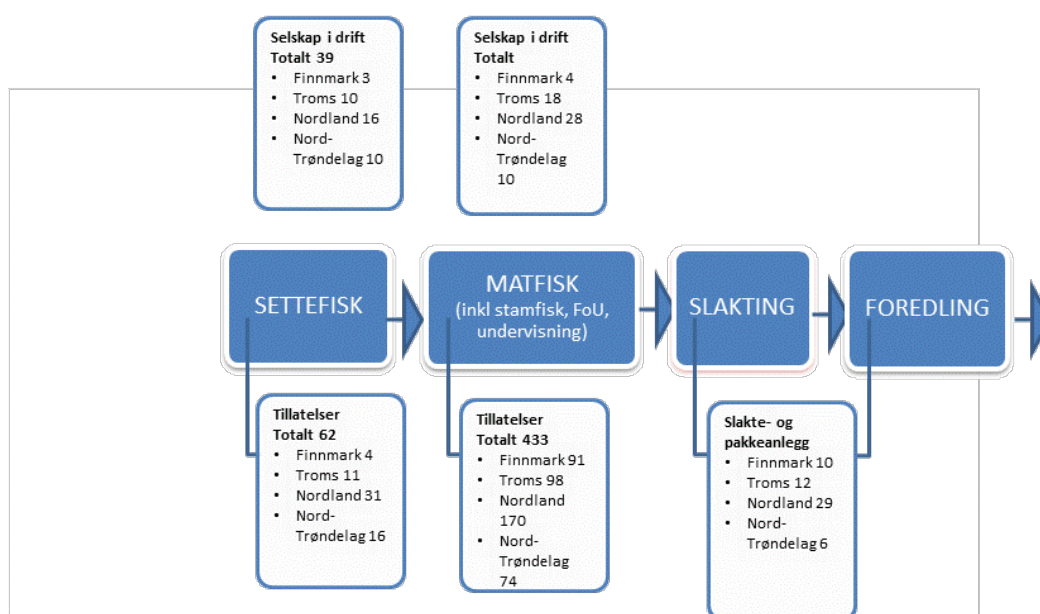 Selskap i drift
Totalt 39
• Finnmark 3
• Troms 10
• Nordland 16
• Nord-
Trøndelag 10
Selskap i drift
Totalt
• Finnmark 4
• Troms 18
• Nordland 28
• Nord-
Trøndelag
10
SETTEFISK
MATFISK
(inkl stamfisk, FoU,
undervisning)
SLAKTING
FOREDLING
Tillatelser
Totalt 62
• Finnmark 4
• Troms 11
• Nordland 31
• Nord-
Trøndelag 16
Tillatelser
Totalt 433
• Finnmark 91
• Troms 98
• Nordland
170
• Nord-
Trøndelag
74
Slakte- og
pakkeanlegg
• Finnmark 10
• Troms 12
• Nordland 29
• Nord-
Trøndelag 6